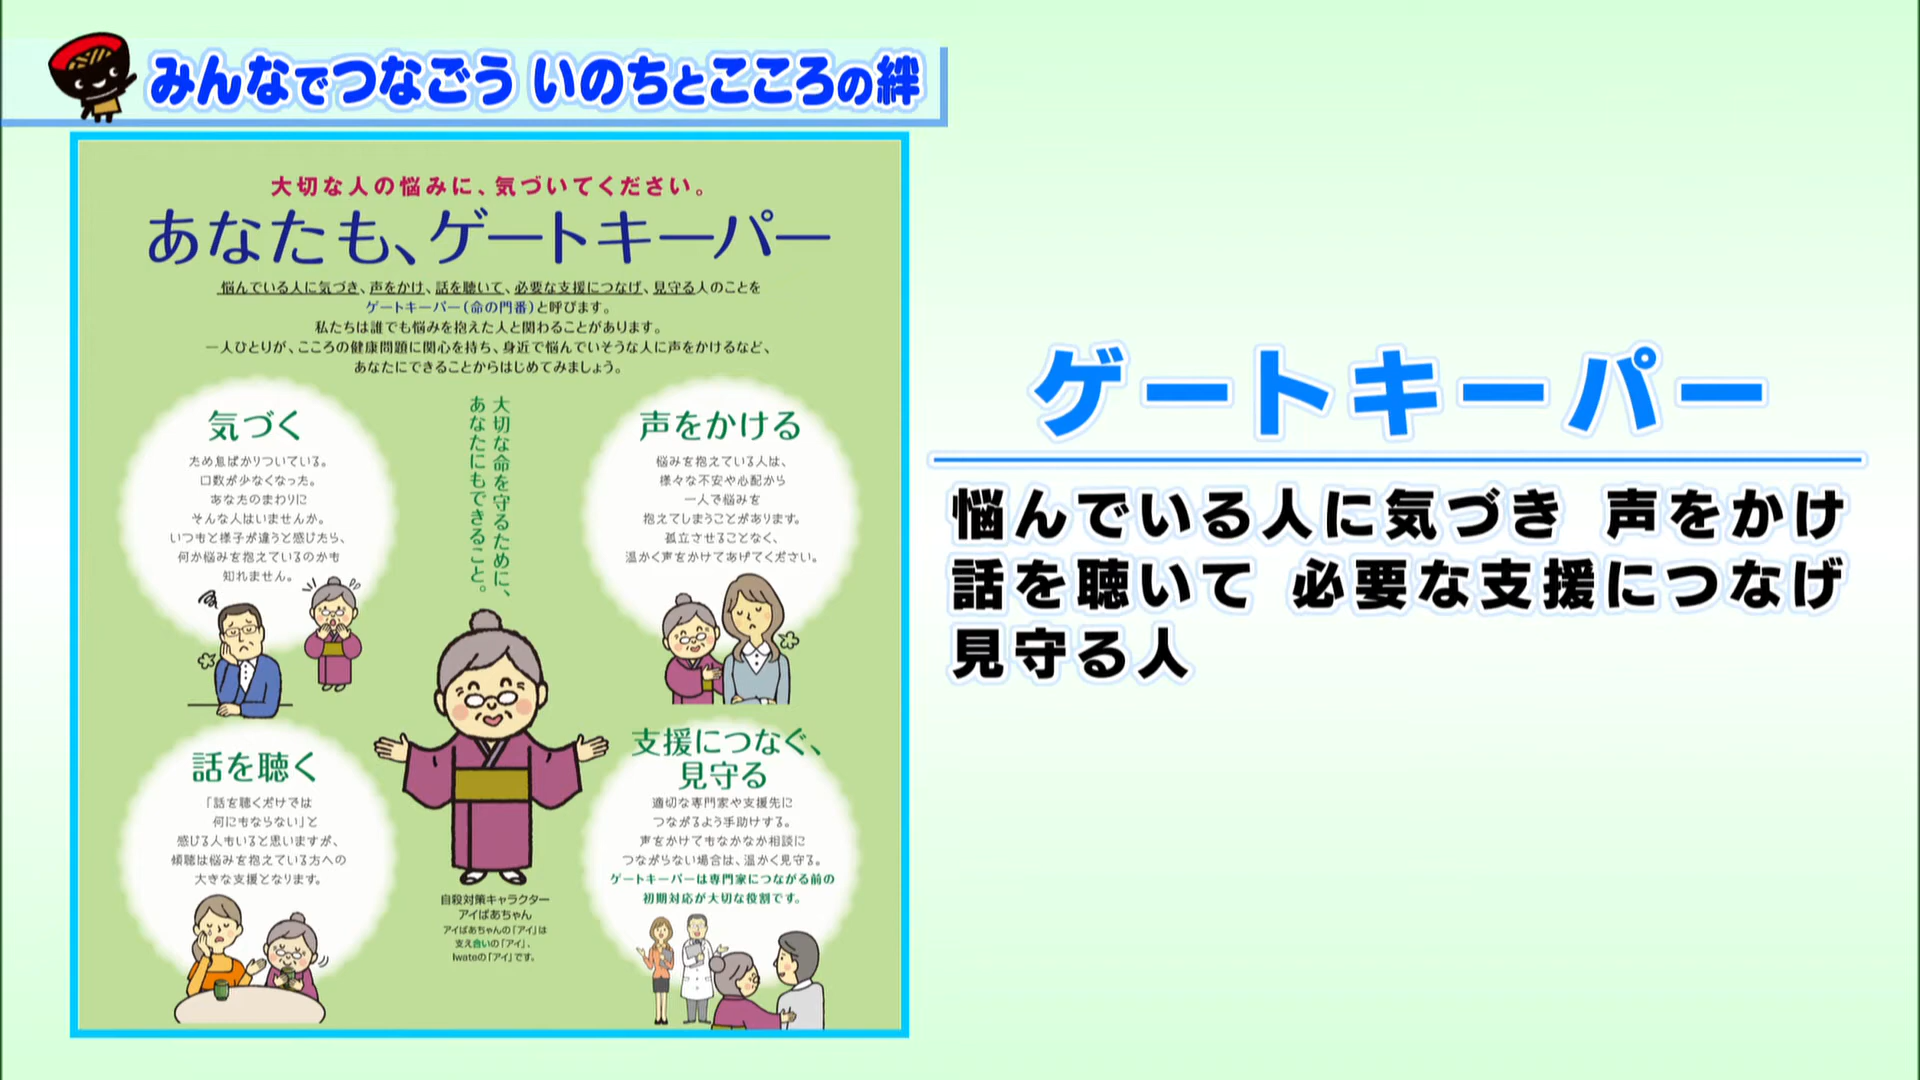 みんなでつなごう いのちとこころの絆
大切な人の悩みに、気づいてください。
あなたも、ゲートキーパー
悩んでいる人に気づき、声をかけ、話を聴いて、必要な支援につなげ、見守る人のことを
ゲートキーパー(命の門番)と呼びます。
私たちは誰でも悩みを抱えた人と関わることがあります。
一人ひとりが、こころの健康問題に関心を持ち、身近で悩んでいそうな人に声をかけるなど、
あなたにできることからはじめてみましょう。
気づく
ため息ばかりついている。
口数が少なくなった。
あなたのまわりに
そんな人はいませんか。
いつもと様子が違うと感じたら、
何か悩みを抱えているのかも
知れません。
大切な命を守るために、
あなたにもできること。
声をかける
悩みを抱えている人は、
様々な不安や心配から
一人で悩みを
抱えてしまうことがあります。
孤立させることなく、
温かく声をかけてあげてください。
話を聴く
「話を聴くだけでは
何にもならない」と
感じる人もいると思いますが、
傾聴は悩みを抱えている方への
大きな支援となります。
支援につなぐ、
見守る
適切な専門家や支援先に
つながるよう手助けする。
声をかけてもなかなか相談に
つながらない場合は、温かく見守る。
ゲートキーパーは専門家につながる前の
初期対応が大切な役割です。
自殺対策キャラクター
アイばあちゃん
アイばあちゃんの「アイ」は
支え合いの「アイ」、
Iwateの「アイ」です。
ゲートキーパー
悩んでいる人に気づき 声をかけ
話を聴いて 必要な支援につなげ
見守る人